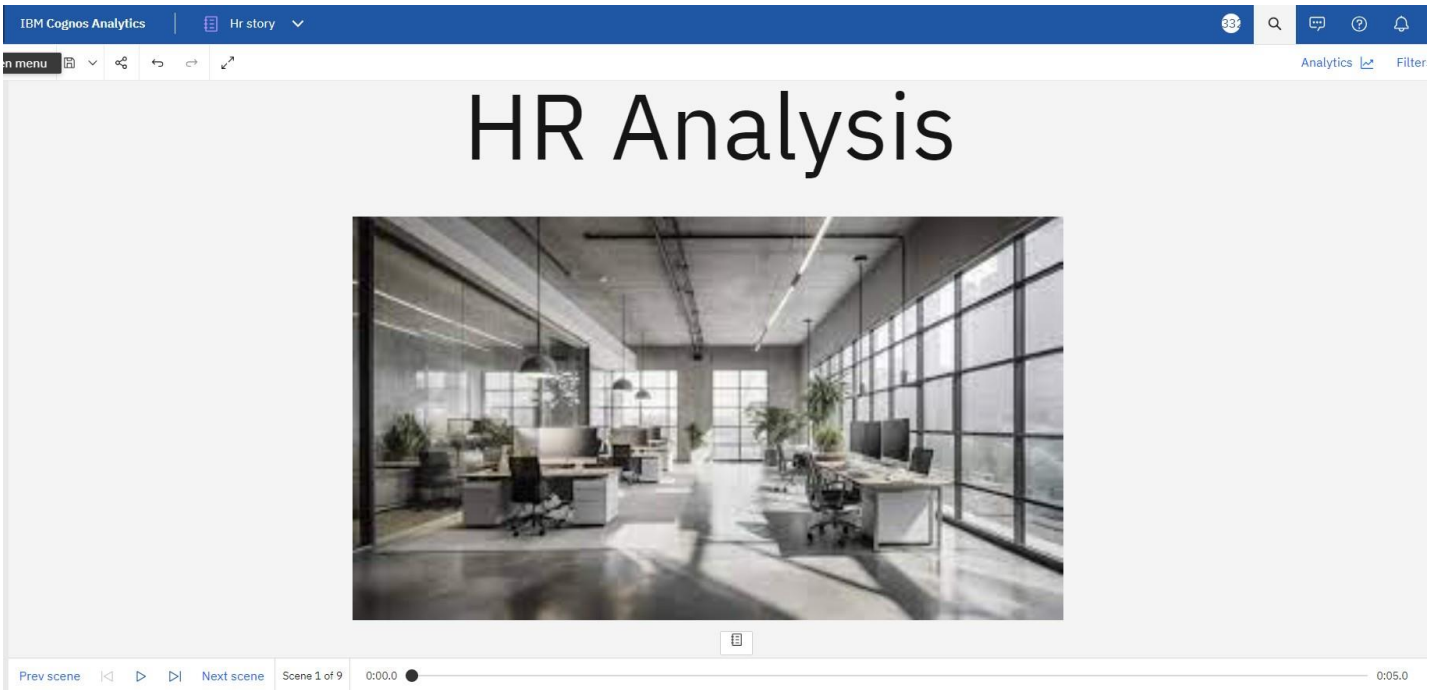 IBM Cognos Analytics Hr story 332
en menu Analytics Filter
HR Analysis
Prev scene Next scene Scene 1 of 9 0:00.0 0:05.0